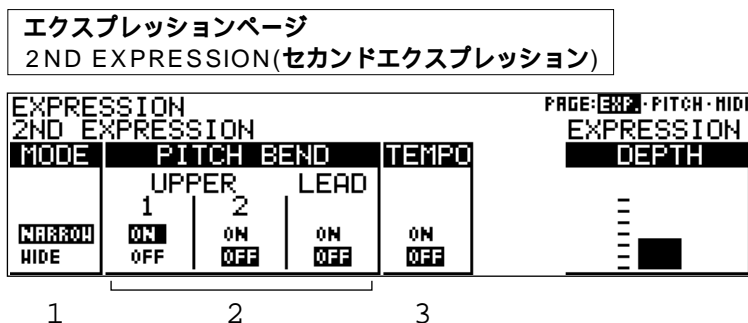 エクスプレッションページ
2ND EXPRESSION(セカンドエクスプレッション)
EXPRESSION PAGE:EXP.・PITCH・MIDI
2ND EXPRESSION EXPRESSION
MODE PITCH BEND TEMPO DEPTH
UPPER LEAD
1 2
NARROW ON ON ON ON
WIDE OFF OFF OFF OFF
1 2 3